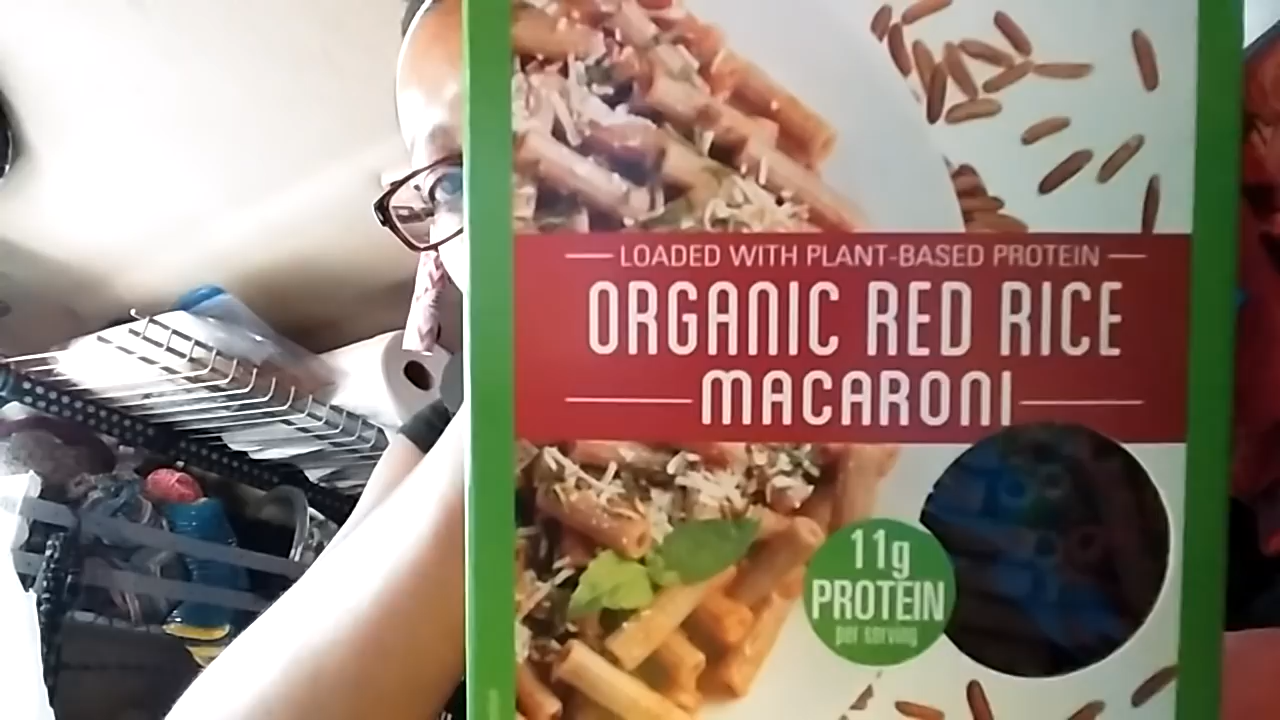 LOADED WITH PLANT-BASED PROTEIN
ORGANIC RED RICE
MACARONI
11g
PROTEIN
per serving